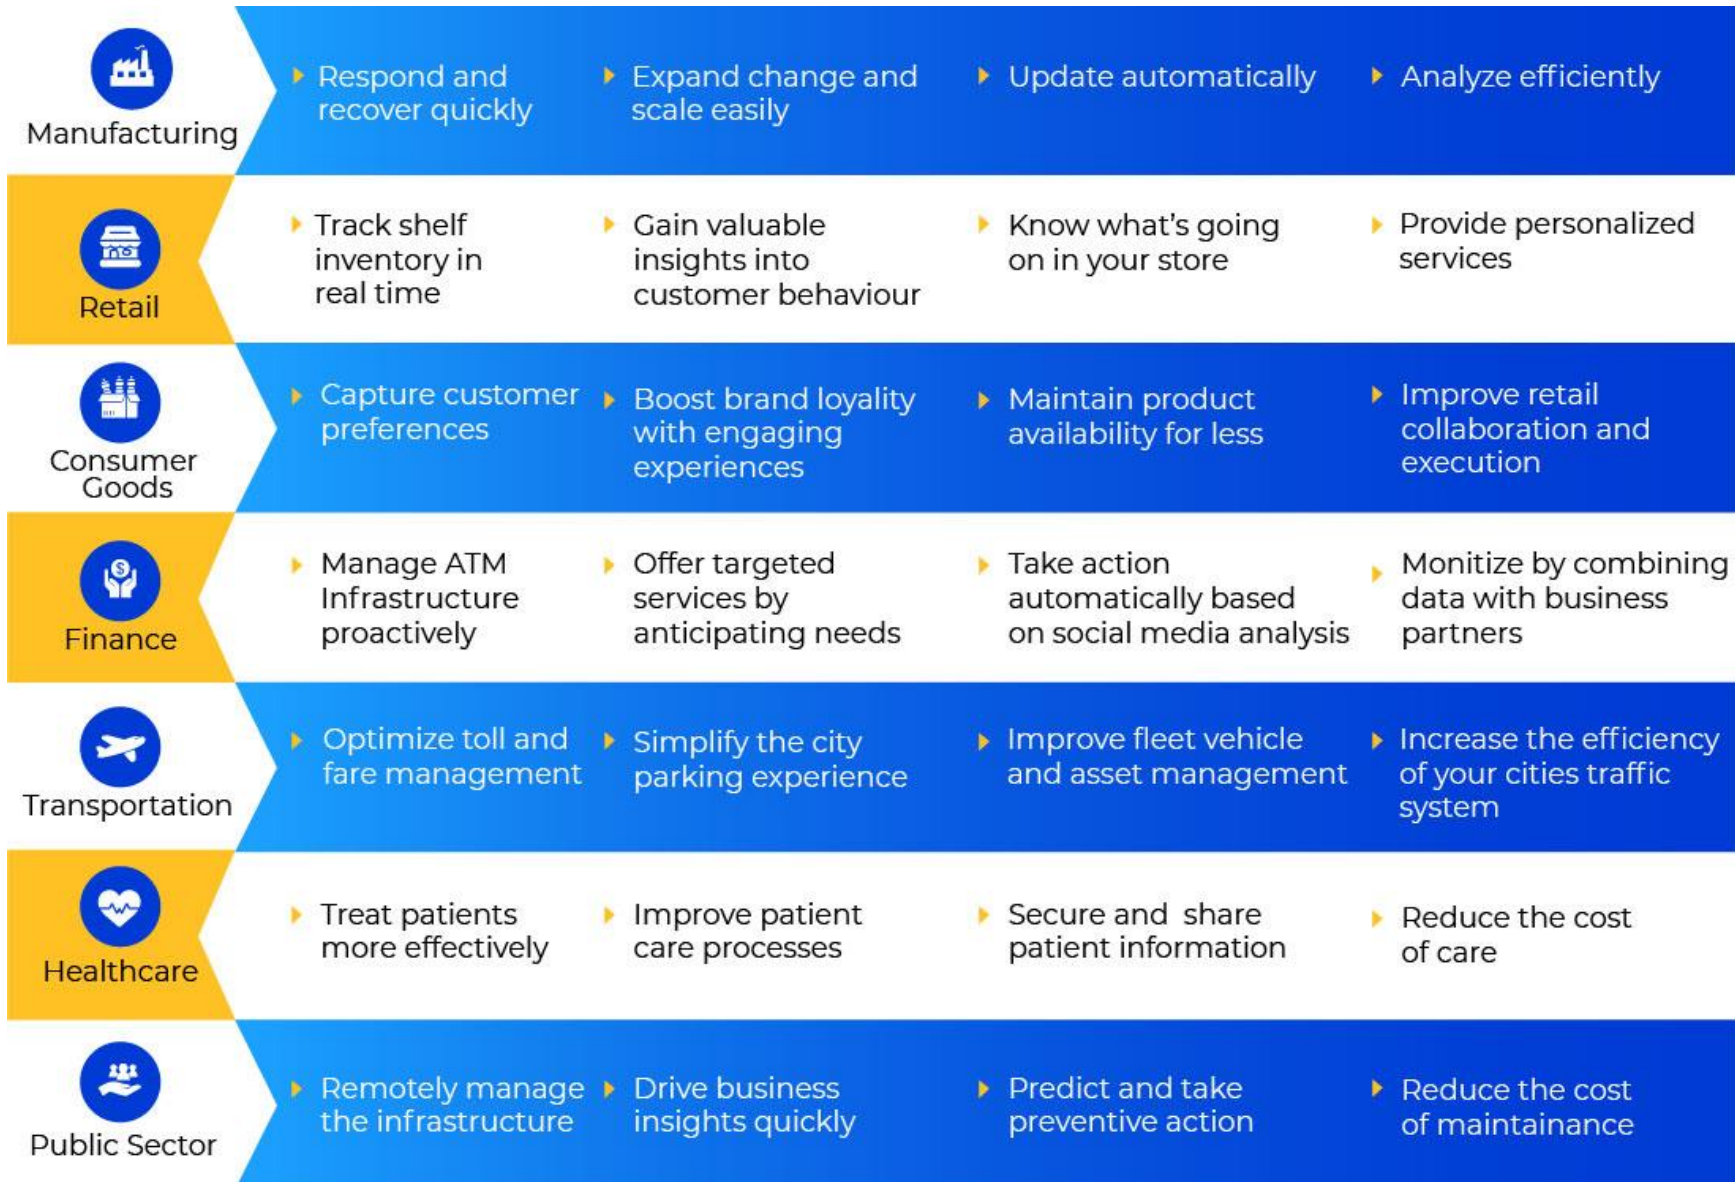 Manufacturing
Respond and
recover quickly
Expand change and
scale easily
Update automatically
Analyze efficiently
Retail
Track shelf
inventory in
real time
Gain valuable
insights into
customer behaviour
Know what's going
on in your store
Provide personalized
services
Consumer
Goods
Capture customer
preferences
Boost brand loyality
with engaging
experiences
Maintain product
availability for less
Improve retail
collaboration and
execution
Finance
Manage ATM
Infrastructure
proactively
Offer targeted
services by
anticipating needs
Take action
automatically based
on social media analysis
Monitize by combining
data with business
partners
Transportation
Optimize toll and
fare management
Simplify the city
parking experience
Improve fleet vehicle
and asset management
Increase the efficiency
of your cities traffic
system
Healthcare
Treat patients
more effectively
Improve patient
care processes
Secure and  share
patient information
Reduce the cost
of care
Public Sector
Remotely manage
the infrastructure
Drive business
insights quickly
Predict and take
preventive action
Reduce the cost
of maintainance